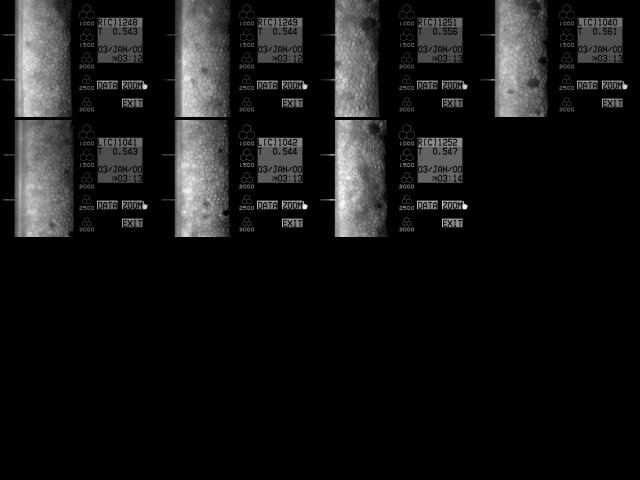 1000
R(C)1248
T 0.543
1500
03/JAN/00
PM03:12
2000
2500
DATA ZOOM
EXIT
3000
1000
R(C)1249
T 0.544
1500
03/JAN/00
PM03:12
2000
2500
DATA ZOOM
EXIT
3000
1000
R(C)1251
T 0.556
1500
03/JAN/00
PM03:13
2000
2500
DATA ZOOM
EXIT
3000
1000
L(C)1040
T 0.561
1500
03/JAN/00
PM03:13
2000
2500
DATA ZOOM
EXIT
3000
1000
L(C)1041
T 0.543
1500
03/JAN/00
PM03:13
2000
2500
DATA ZOOM
EXIT
3000
1000
L(C)1042
T 0.544
1500
03/JAN/00
PM03:13
2000
2500
DATA ZOOM
EXIT
3000
1000
R(C)1252
T 0.547
1500
03/JAN/00
PM03:14
2000
2500
DATA ZOOM
EXIT
3000